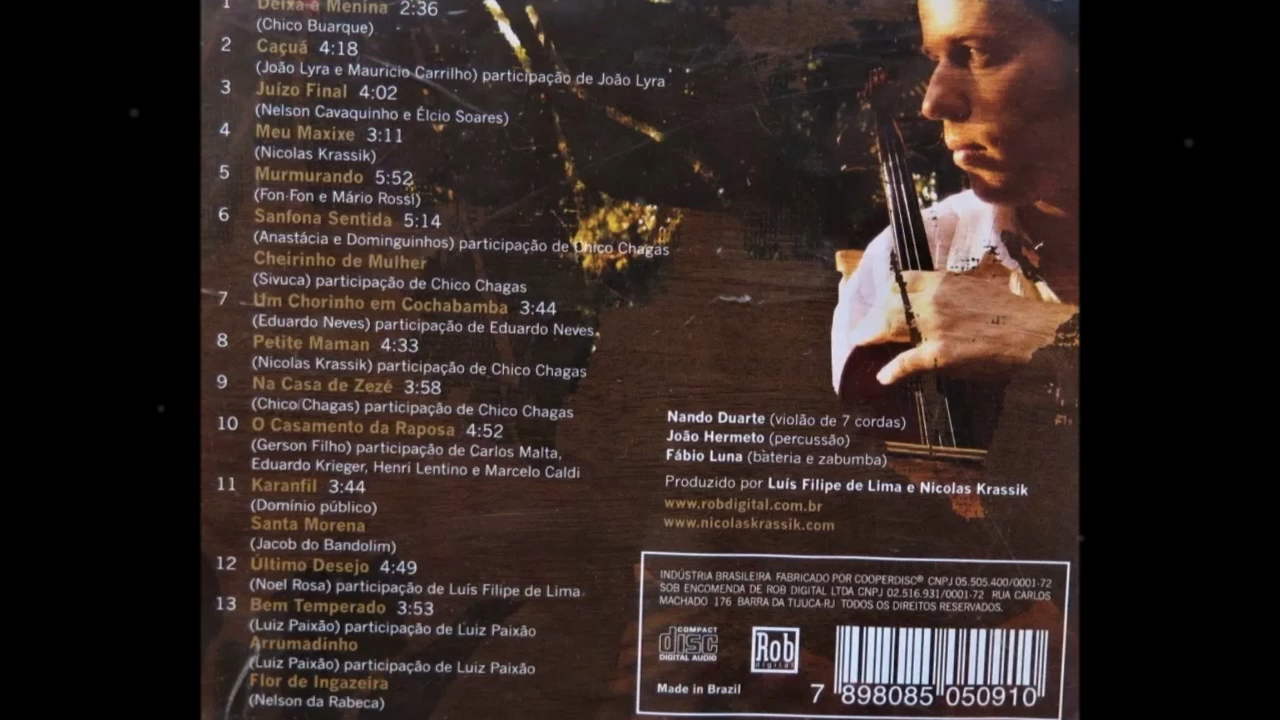 1 Deixa a Menina 2:36
(Chico Buarque)
2 Caçuá 4:18
(João Lyra e Mauricio Carrilho) participação de João Lyra
3 Juízo Final 4:02
(Nelson Cavaquinho e Élcio Soares)
4 Meu Maxixe 3:11
(Nicolas Krassik)
5 Murmurando 5:52
(Fon-Fon e Mário Rossi)
6 Sanfona Sentida 5:14
(Anastácia e Dominguinhos) participação de Chico Chagas
Cheirinho de Mulher
(Sivuca) participação de Chico Chagas
7 Um Chorinho em Cochabamba 3:44
(Eduardo Neves) participação de Eduardo Neves
8 Petite Maman 4:33
(Nicolas Krassik) participação de Chico Chagas
9 Na Casa de Zezé 3:58
(Chico Chagas) participação de Chico Chagas
10 O Casamento da Raposa 4:52
(Gerson Filho) participação de Carlos Malta,
Eduardo Krieger, Henri Lentino e Marcelo Caldi
11 Karanfil 3:44
(Domínio público)
Santa Morena
(Jacob do Bandolim)
12 Último Desejo 4:49
(Noel Rosa) participação de Luís Filipe de Lima
13 Bem Temperado 3:53
(Luiz Paixão) participação de Luiz Paixão
Arrumadinho
(Luiz Paixão) participação de Luiz Paixão
Flor de Ingazeira
(Nelson da Rabeca)
Nando Duarte (violão de 7 cordas)
João Hermeto (percussão)
Fábio Luna (bateria e zabumba)
Produzido por Luís Filipe de Lima e Nicolas Krassik
www.robdigital.com.br
www.nicolaskrassik.com
INDÚSTRIA BRASILEIRA FABRICADO POR COOPERDISC® CNPJ 05.505.400/0001-72
SOB ENCOMENDA DE ROB DIGITAL LTDA CNPJ 02.516.931/0001-72 RUA CARLOS
MACHADO 176 BARRA DA TIJUCA-RJ TODOS OS DIREITOS RESERVADOS.
COMPACT
disc
DIGITAL AUDIO
Rob
digital
Made in Brazil
7 898085 050910